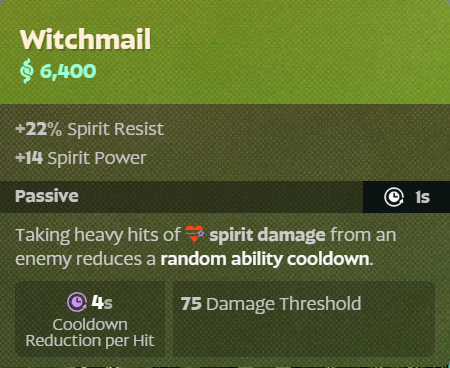 Witchmail
6,400
+22% Spirit Resist
+14 Spirit Power
Passive 1s
Taking heavy hits of spirit damage from an
enemy reduces a random ability cooldown.
4s
Cooldown
Reduction per Hit
75 Damage Threshold